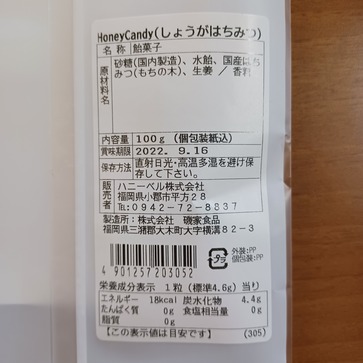 HoneyCandy(しょうがはちみつ)
名称 飴菓子
原材料名 砂糖(国内製造)、水飴、国産はち
みつ(もちの木)、生姜 / 香料
内容量 100g (個包装紙込)
賞味期限 2022. 9.16
保存方法 直射日光・高温多湿を避け保
存して下さい。
販売者 ハニーベル株式会社
福岡県小郡市平方28
TEL 0942-72-8837
製造所: 株式会社 磯家食品
福岡県三潴郡大木町大字横溝82-3
外装:PP
プラ 個包装:PP
4901257203052
栄養成分表示 1粒(標準4.6g)当り
エネルギー 18kcal 炭水化物 4.4g
たんぱく質 0g 食塩相当量 0g
脂質 0g
【この表示値は目安です】 (305)